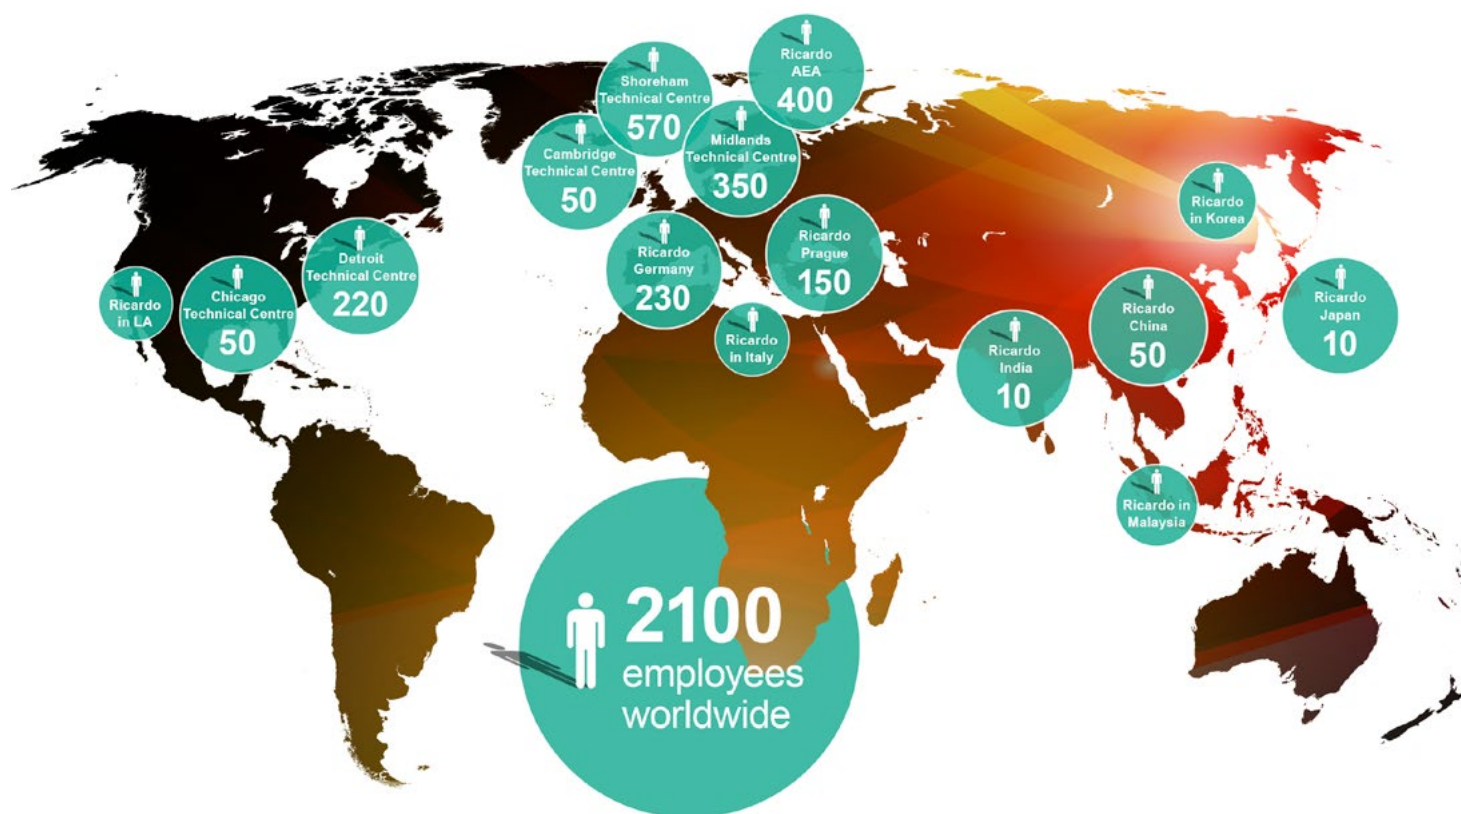 Ricardo
AEA
400
Shoreham
Technical Centre
570
Midlands
Technical Centre
350
Cambridge
Technical Centre
50
Ricardo
in Korea
Ricardo
Prague
150
Ricardo
Germany
230
Detroit
Technical Centre
220
Ricardo
in LA
Chicago
Technical Centre
50
Ricardo
in Italy
Ricardo
India
10
Ricardo
China
50
Ricardo
Japan
10
Ricardo in
Malaysia
2100
employees
worldwide